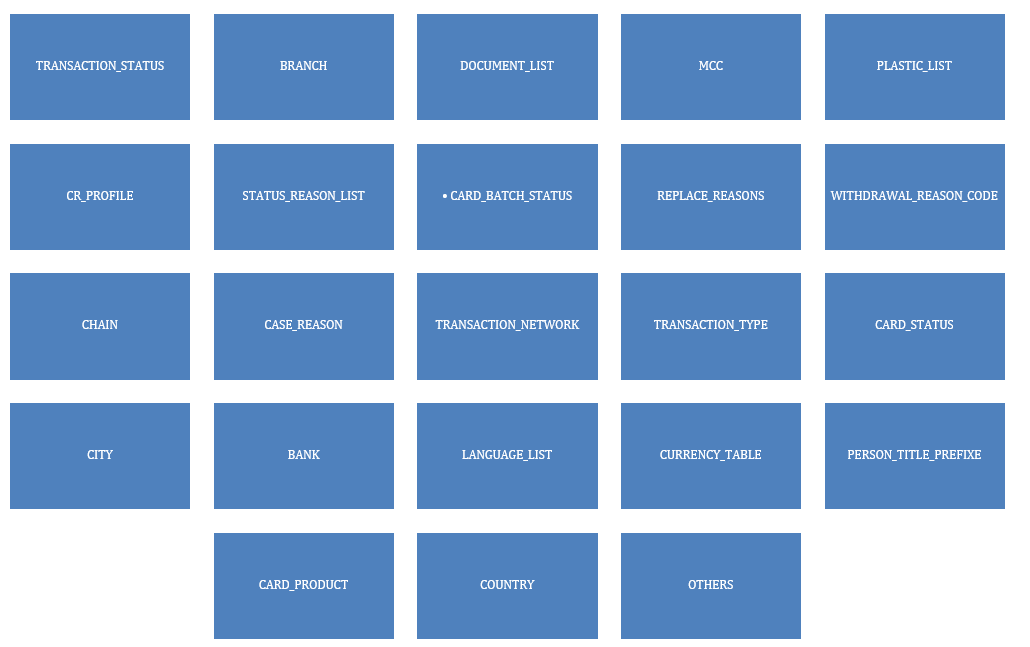 TRANSACTION_STATUS
BRANCH
DOCUMENT_LIST
MCC
PLASTIC_LIST
CR_PROFILE
STATUS_REASON_LIST
• CARD_BATCH_STATUS
REPLACE_REASONS
WITHDRAWAL_REASON_CODE
CHAIN
CASE_REASON
TRANSACTION_NETWORK
TRANSACTION_TYPE
CARD_STATUS
CITY
BANK
LANGUAGE_LIST
CURRENCY_TABLE
PERSON_TITLE_PREFIXE
CARD_PRODUCT
COUNTRY
OTHERS